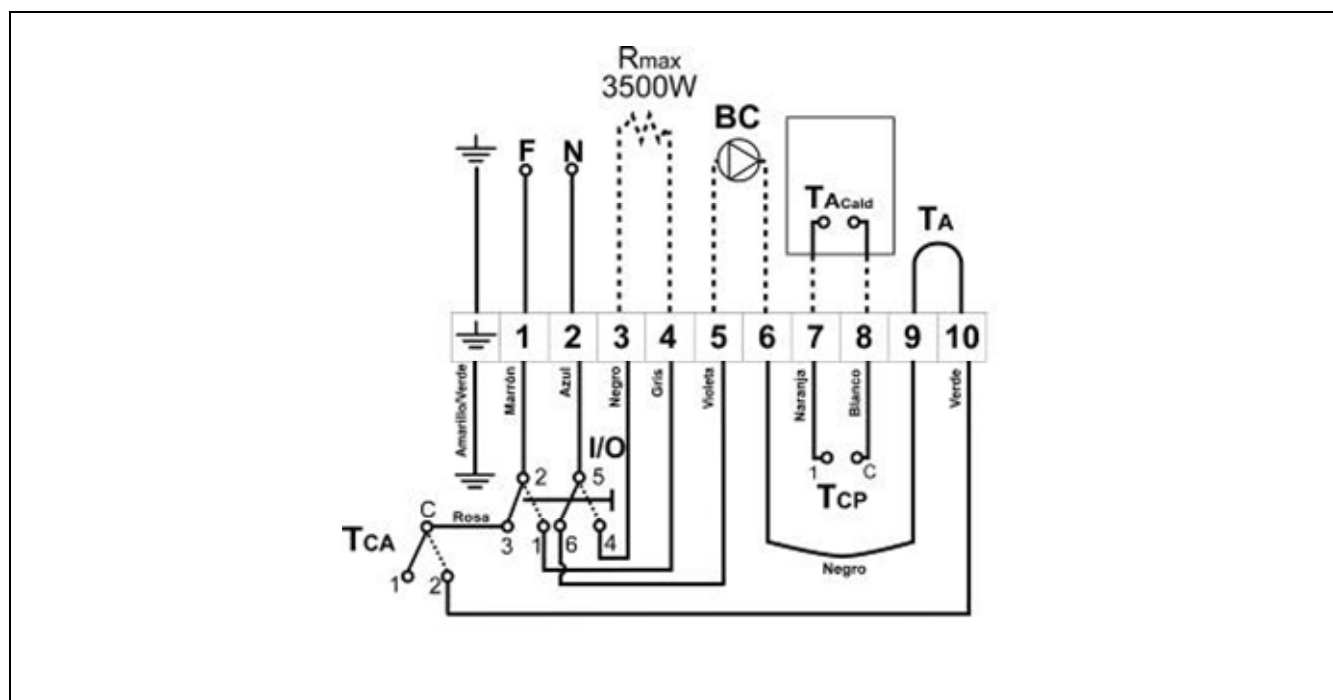 Rmax
3500W
BC
F N
TACald
TA
1 2 3 4 5 6 7 8 9 10
Amarillo/Verde
Marrón
Azul
Negro
Gris
Violeta
Naranja
Blanco
Verde
I/O
2 5
1 C
TCP
C Rosa
TCA
3 1 6 4
Negro
1 2